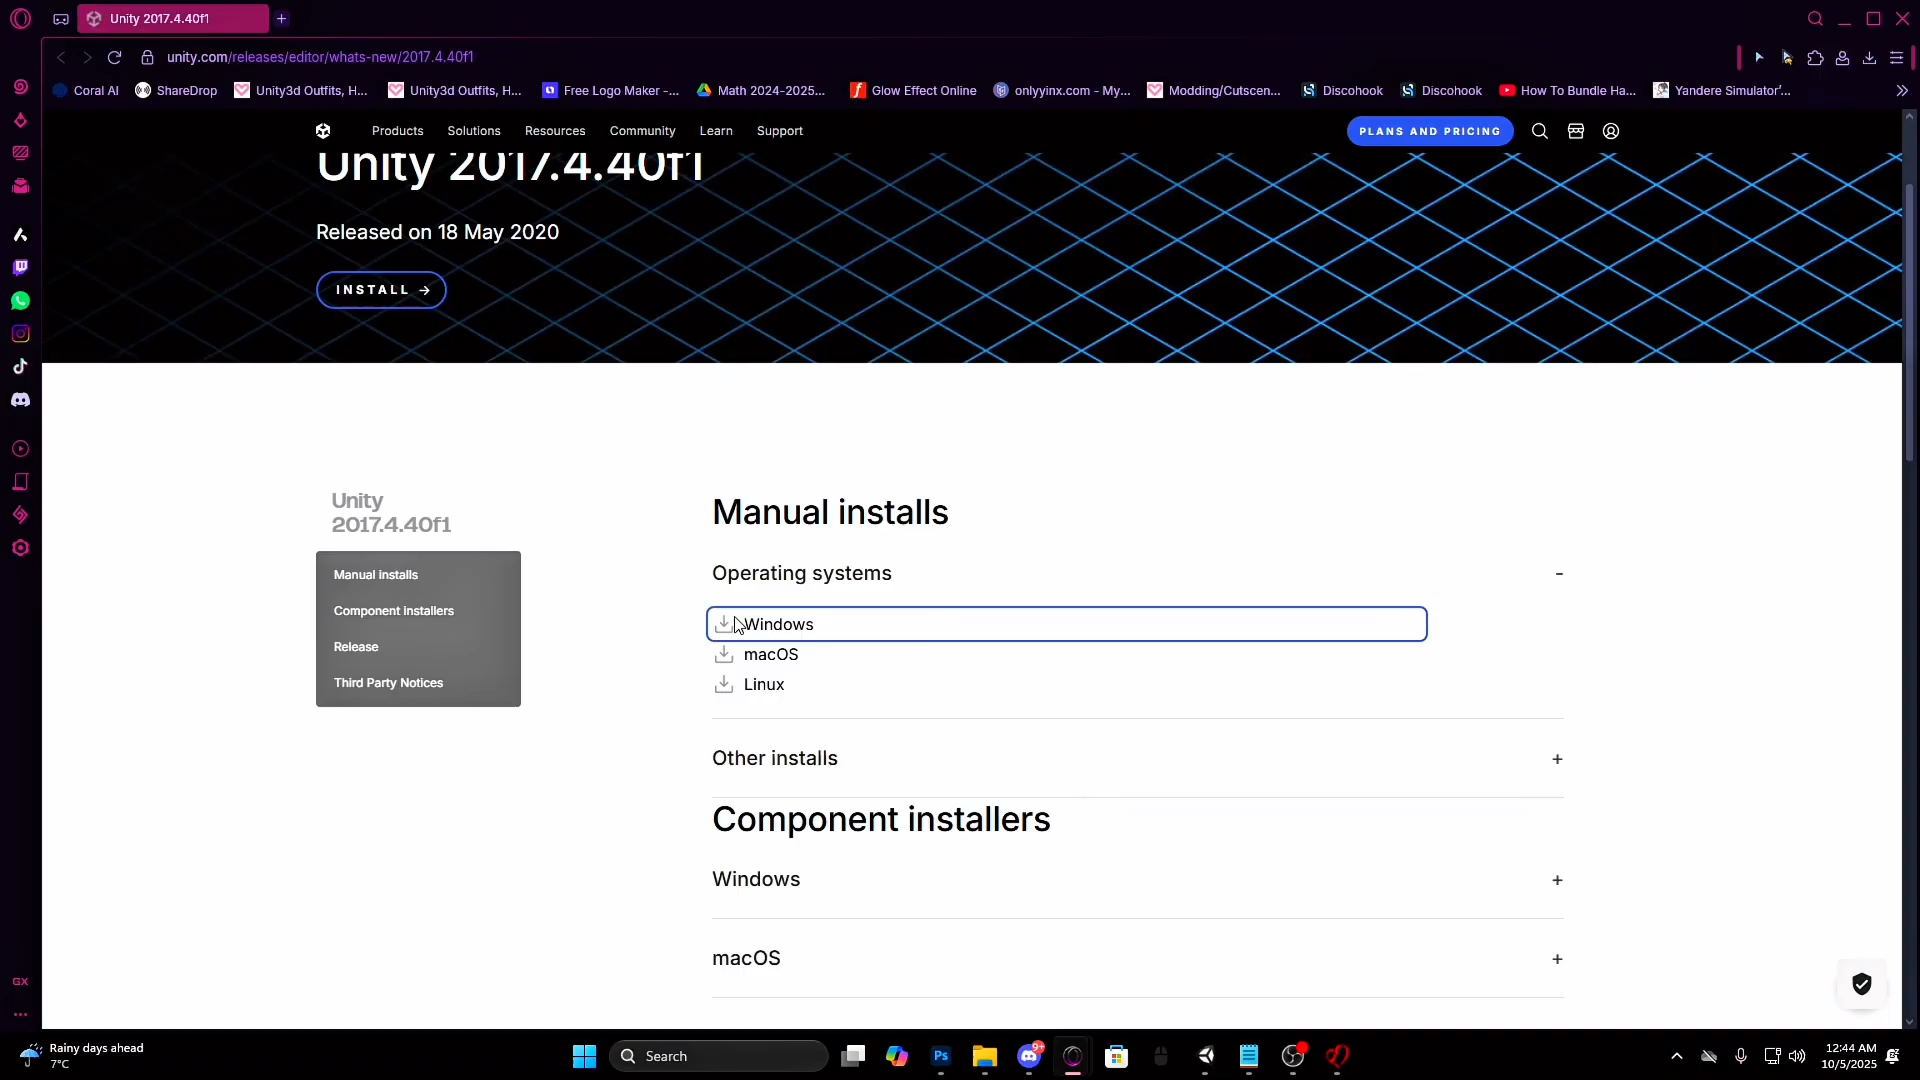 Unity 2017.4.40f1
unity.com/releases/editor/whats-new/2017.4.40f1
Coral AI
ShareDrop
Unity3d Outfits, H...
Unity3d Outfits, H...
Free Logo Maker -...
Math 2024-2025...
Glow Effect Online
onlyyinx.com - My...
Modding/Cutscen...
Discohook
Discohook
How To Bundle Ha...
Yandere Simulator'...
Products
Solutions
Resources
Community
Learn
Support
PLANS AND PRICING
Unity 2017.4.40f1
Released on 18 May 2020
INSTALL →
Unity
2017.4.40f1
Manual installs
Component installers
Release
Third Party Notices
Manual installs
Operating systems
-
Windows
macOS
Linux
Other installs
+
Component installers
Windows
+
macOS
+
GX
Rainy days ahead
7°C
Search
Ps
9+
12:44 AM
10/5/2025